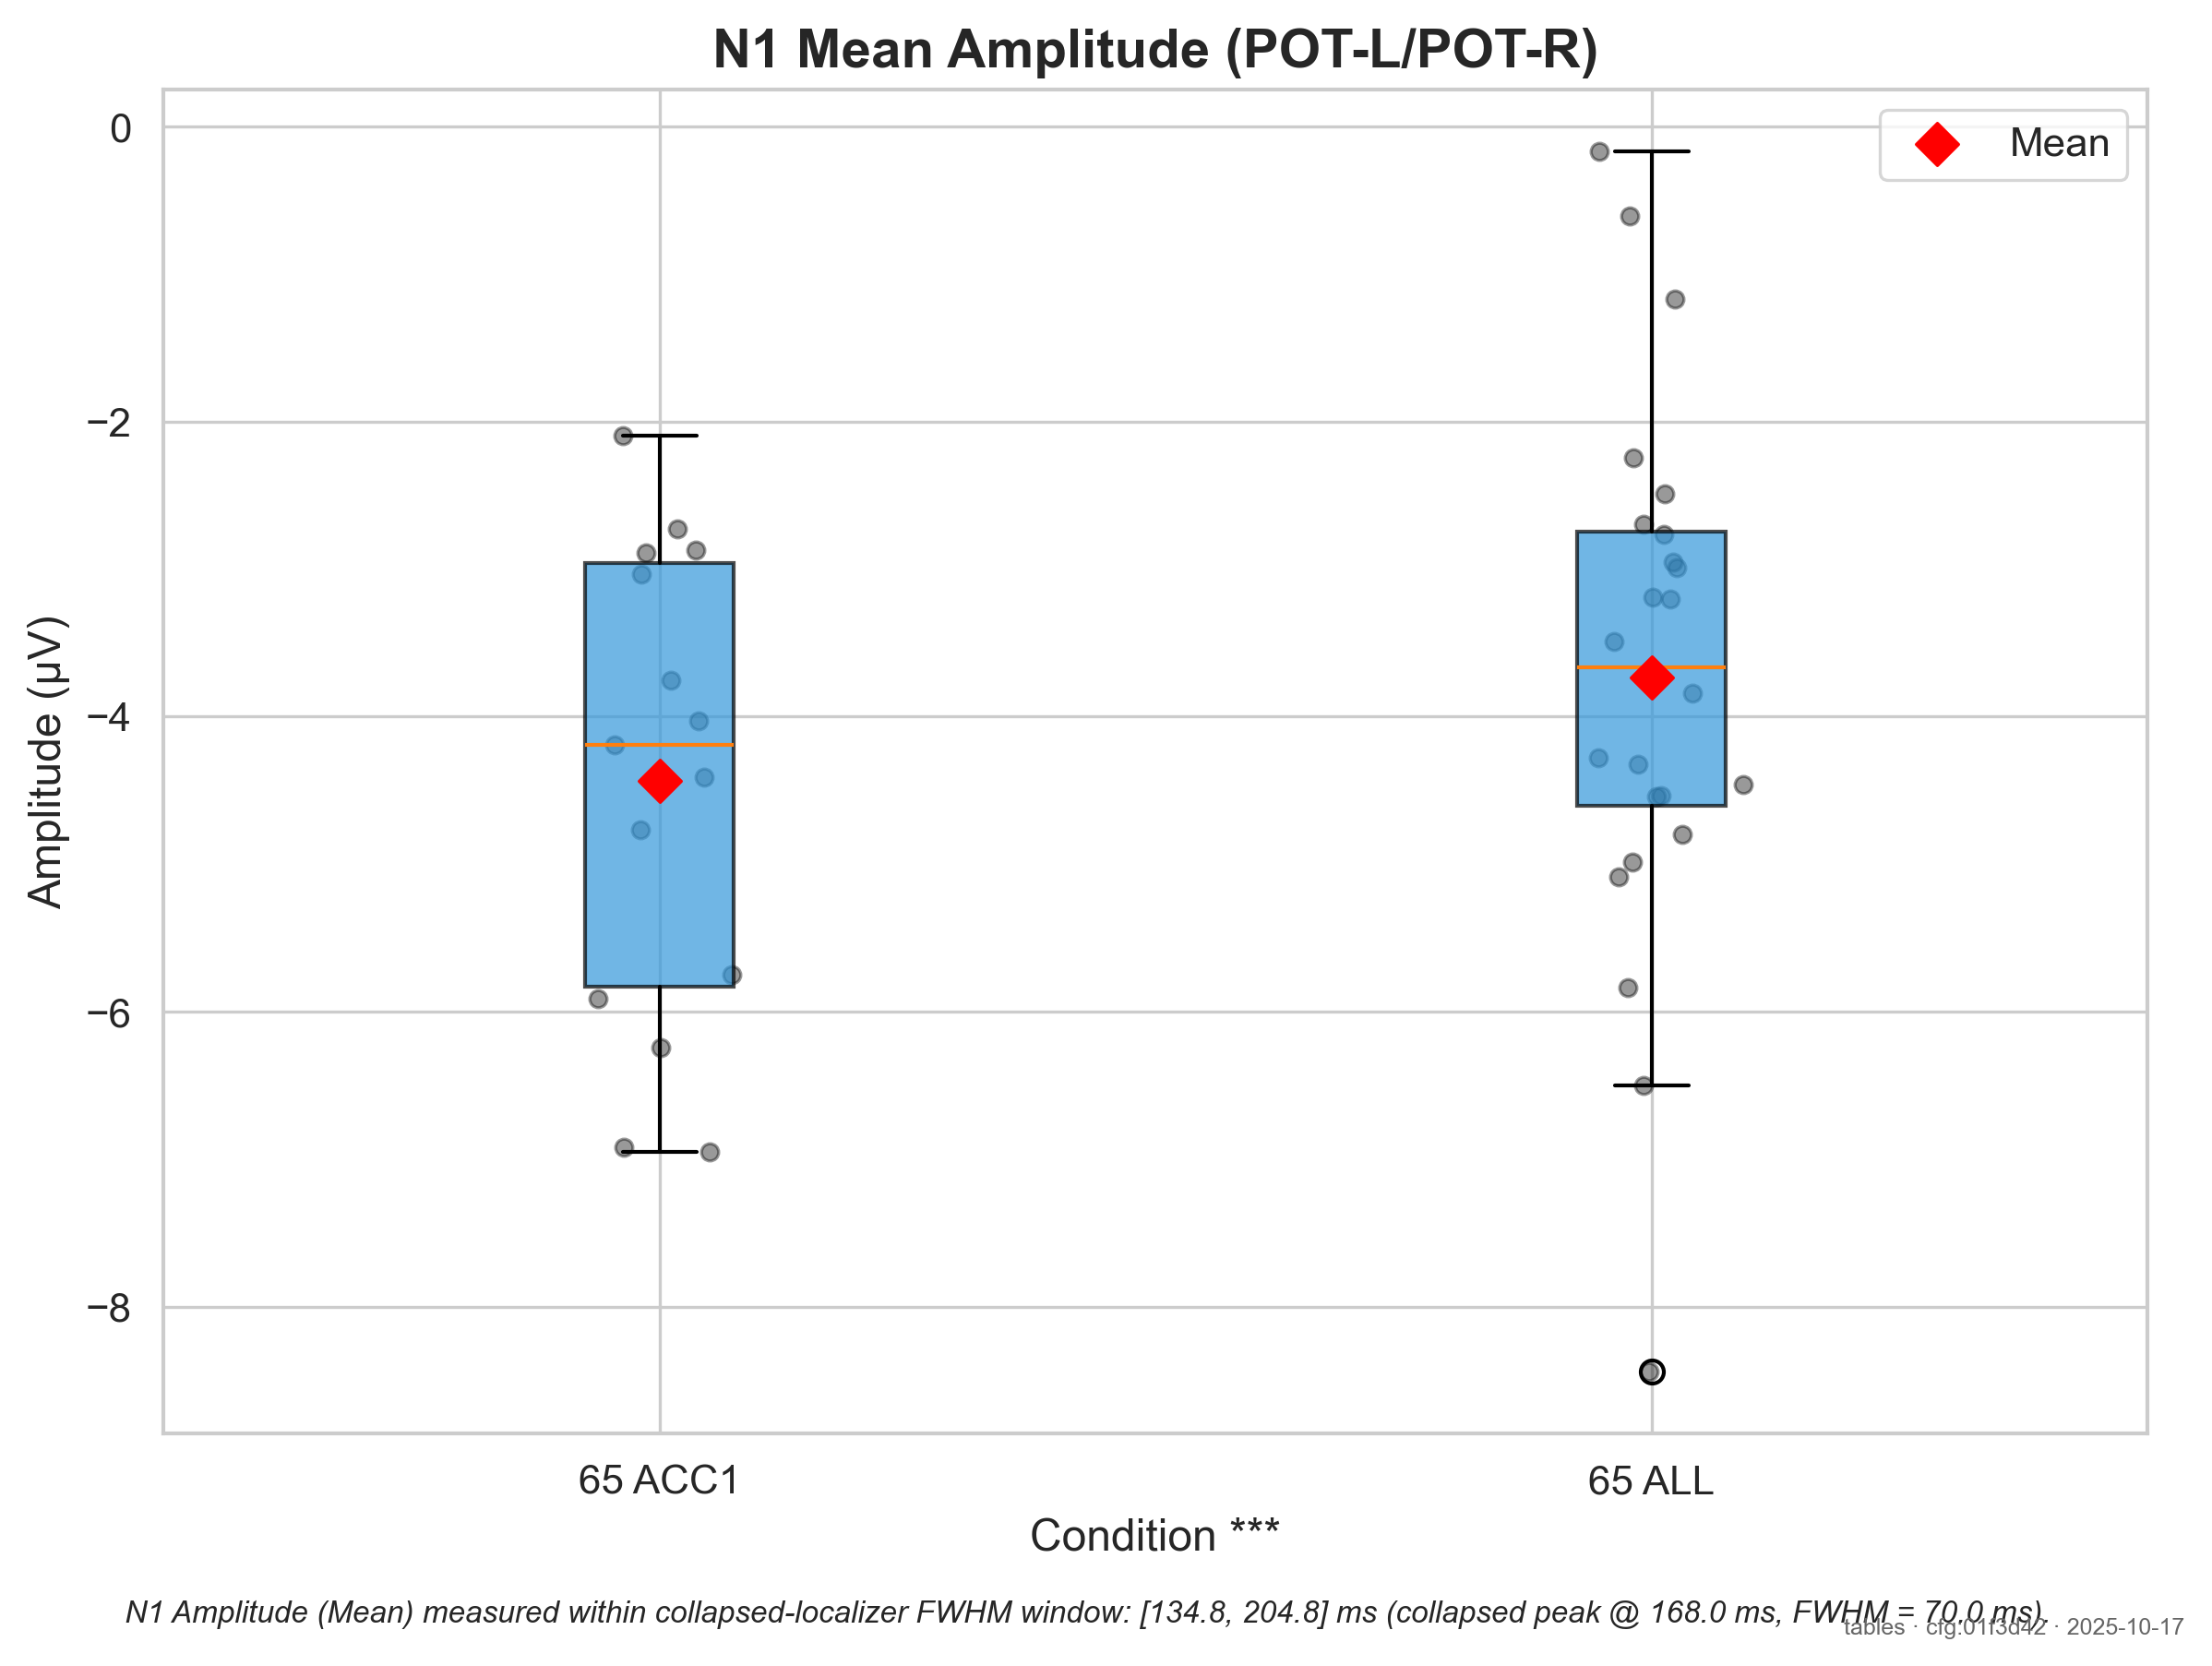 N1 Mean Amplitude (POT-L/POT-R)
Mean
0
−2
−4
−6
−8
Amplitude (µV)
65 ACC1
65 ALL
Condition ***
N1 Amplitude (Mean) measured within collapsed-localizer FWHM window: [134.8, 204.8] ms (collapsed peak @ 168.0 ms, FWHM = 70.0 ms).
tables · cfg:01f3d42 · 2025-10-17